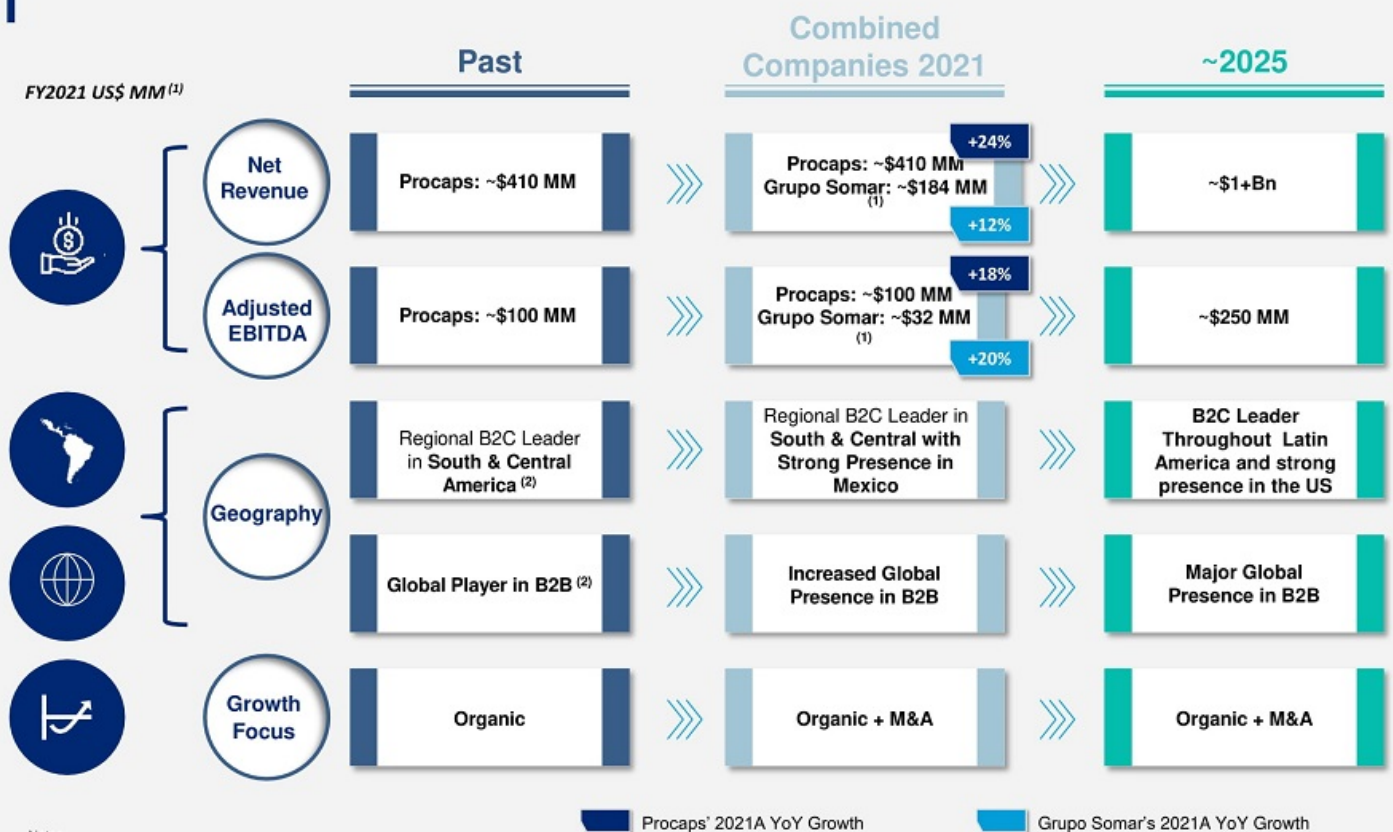 Past
Combined
Companies 2021
~2025
FY2021 US$ MM (1)
Net
Revenue
Procaps: ~$410 MM
Procaps: ~$410 MM
Grupo Somar: ~$184 MM
(1)
+24%
+12%
~$1+Bn
Adjusted
EBITDA
Procaps: ~$100 MM
Procaps: ~$100 MM
Grupo Somar: ~$32 MM
(1)
+18%
+20%
~$250 MM
Geography
Regional B2C Leader
in South & Central
America (2)
Regional B2C Leader in
South & Central with
Strong Presence in
Mexico
B2C Leader
Throughout Latin
America and strong
presence in the US
Global Player in B2B (2)
Increased Global
Presence in B2B
Major Global
Presence in B2B
Growth
Focus
Organic
Organic + M&A
Organic + M&A
Procaps' 2021A YoY Growth
Grupo Somar's 2021A YoY Growth